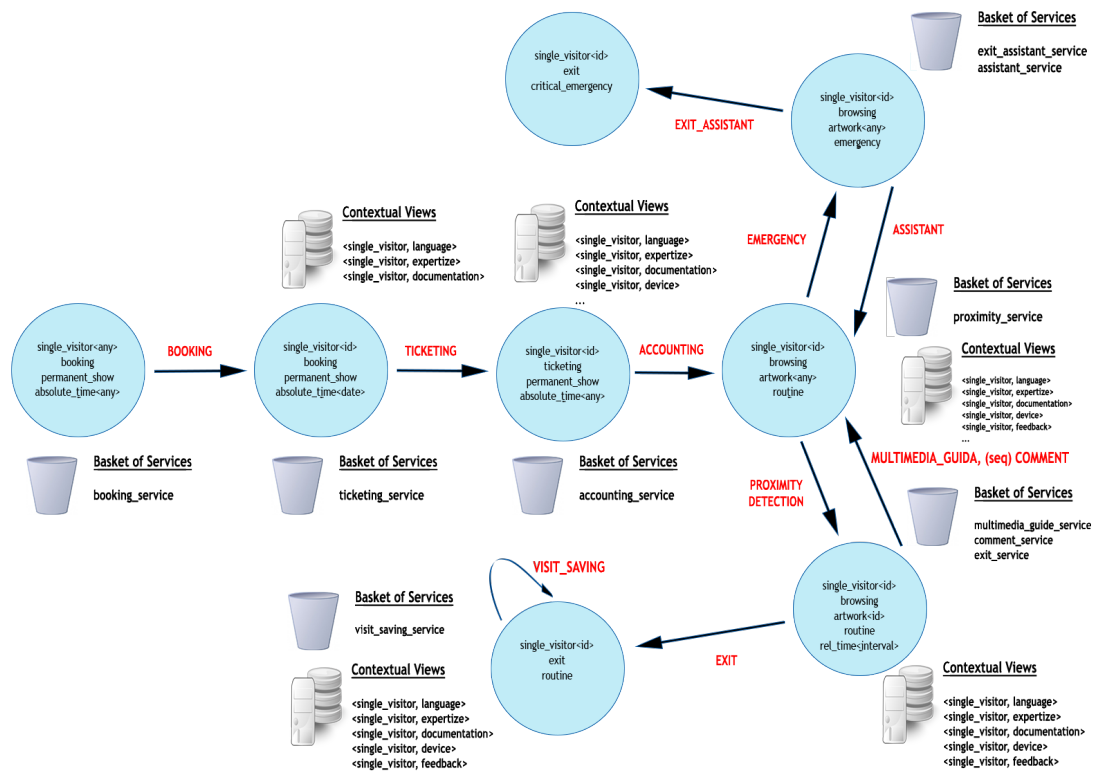 Basket of Services
exit_assistant_service
assistant_service
single_visitor<id>
exit
critical_emergency
single_visitor<id>
browsing
artwork<any>
emergency
EXIT_ASSISTANT
Contextual Views
<single_visitor, language>
<single_visitor, expertize>
<single_visitor, documentation>
Contextual Views
<single_visitor, language>
<single_visitor, expertize>
<single_visitor, documentation>
<single_visitor, device>
...
EMERGENCY
ASSISTANT
Basket of Services
proximity_service
Contextual Views
<single_visitor, language>
<single_visitor, expertize>
<single_visitor, documentation>
<single_visitor, device>
<single_visitor, feedback>
...
single_visitor<any>
booking
permanent_show
absolute_time<any>
BOOKING
single_visitor<id>
booking
permanent_show
absolute_time<date>
TICKETING
single_visitor<id>
ticketing
permanent_show
absolute_time<any>
ACCOUNTING
single_visitor<id>
browsing
artwork<any>
routine
Basket of Services
booking_service
Basket of Services
ticketing_service
Basket of Services
accounting_service
PROXIMITY
DETECTION
MULTIMEDIA_GUIDA, (seq) COMMENT
Basket of Services
multimedia_guide_service
comment_service
exit_service
VISIT_SAVING
Basket of Services
visit_saving_service
single_visitor<id>
exit
routine
EXIT
single_visitor<id>
browsing
artwork<id>
routine
rel_time<interval>
Contextual Views
<single_visitor, language>
<single_visitor, expertize>
<single_visitor, documentation>
<single_visitor, device>
<single_visitor, feedback>
Contextual Views
<single_visitor, language>
<single_visitor, expertize>
<single_visitor, documentation>
<single_visitor, device>
<single_visitor, feedback>